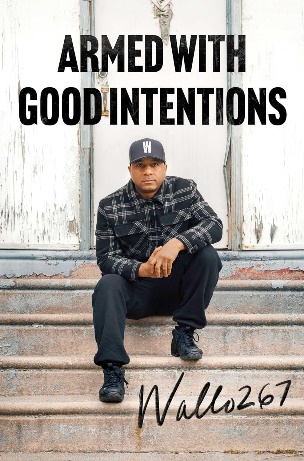 ARMED WITH
GOOD INTENTIONS
W
Wallo267